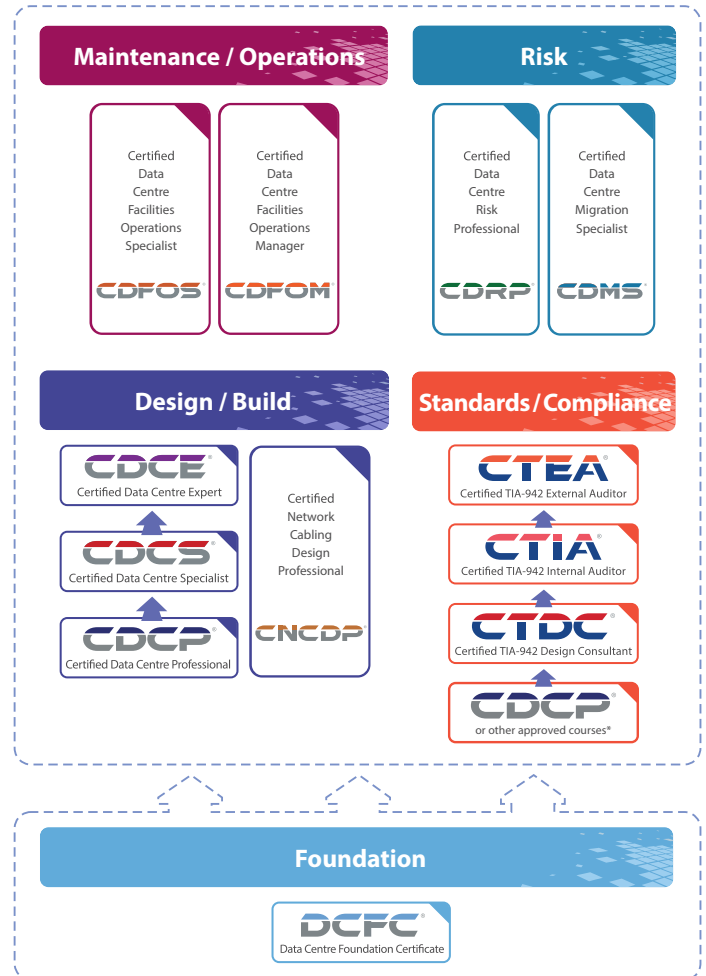 Maintenance / Operations
Certified
Data
Centre
Facilities
Operations
Specialist
CDFOS®
Certified
Data
Centre
Facilities
Operations
Manager
CDFOM®
Risk
Certified
Data
Centre
Risk
Professional
CDRP®
Certified
Data
Centre
Migration
Specialist
CDMS®
Design / Build
CDCE®
Certified Data Centre Expert
CDCS®
Certified Data Centre Specialist
CDCP®
Certified Data Centre Professional
Certified
Network
Cabling
Design
Professional
CNCDP®
Standards / Compliance
CTEA®
Certified TIA-942 External Auditor
CTIA®
Certified TIA-942 Internal Auditor
CTDC®
Certified TIA-942 Design Consultant
CDCP®
or other approved courses*
Foundation
DCFC®
Data Centre Foundation Certificate